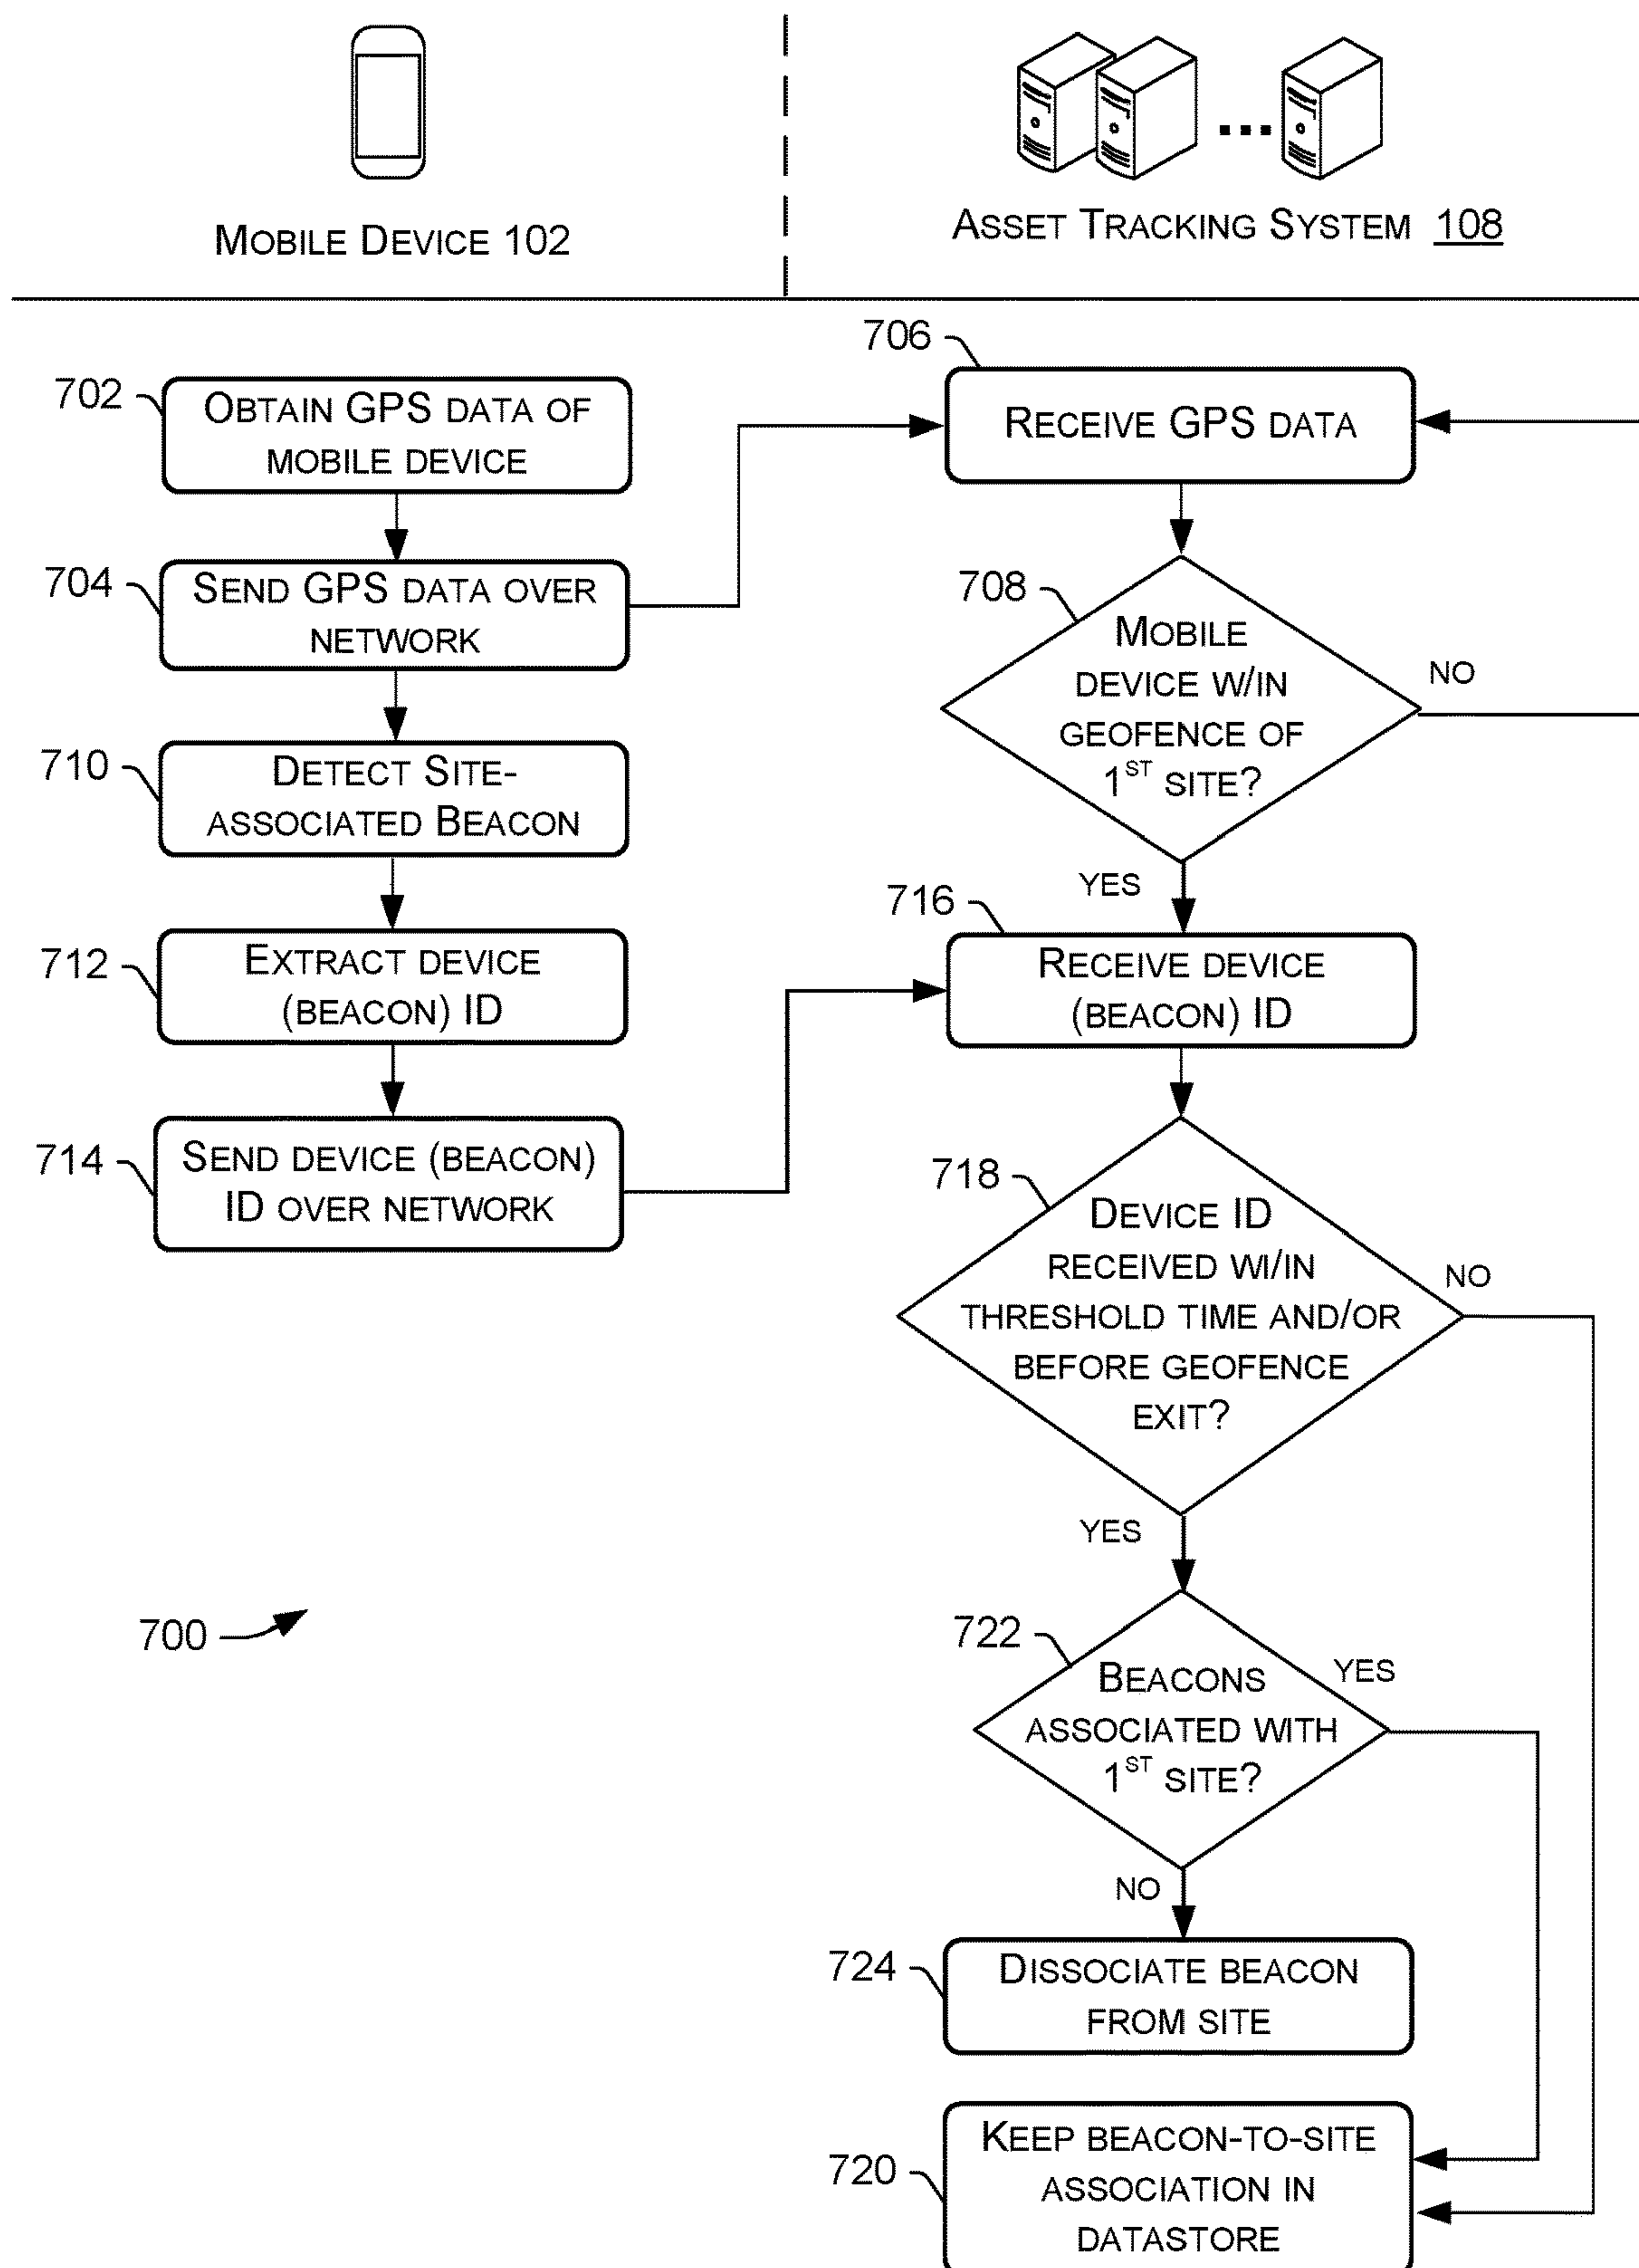 MOBILE DEVICE 102
ASSET TRACKING SYSTEM 108
702
OBTAIN GPS DATA OF
MOBILE DEVICE
704
SEND GPS DATA OVER
NETWORK
710
DETECT SITE-
ASSOCIATED BEACON
712
EXTRACT DEVICE
(BEACON) ID
714
SEND DEVICE (BEACON)
ID OVER NETWORK
700
706
RECEIVE GPS DATA
708
MOBILE
DEVICE W/IN
GEOFENCE OF
1ST SITE?
NO
YES
716
RECEIVE DEVICE
(BEACON) ID
718
DEVICE ID
RECEIVED WI/IN
THRESHOLD TIME AND/OR
BEFORE GEOFENCE
EXIT?
NO
YES
722
BEACONS
ASSOCIATED WITH
1ST SITE?
YES
NO
724
DISSOCIATE BEACON
FROM SITE
720
KEEP BEACON-TO-SITE
ASSOCIATION IN
DATASTORE